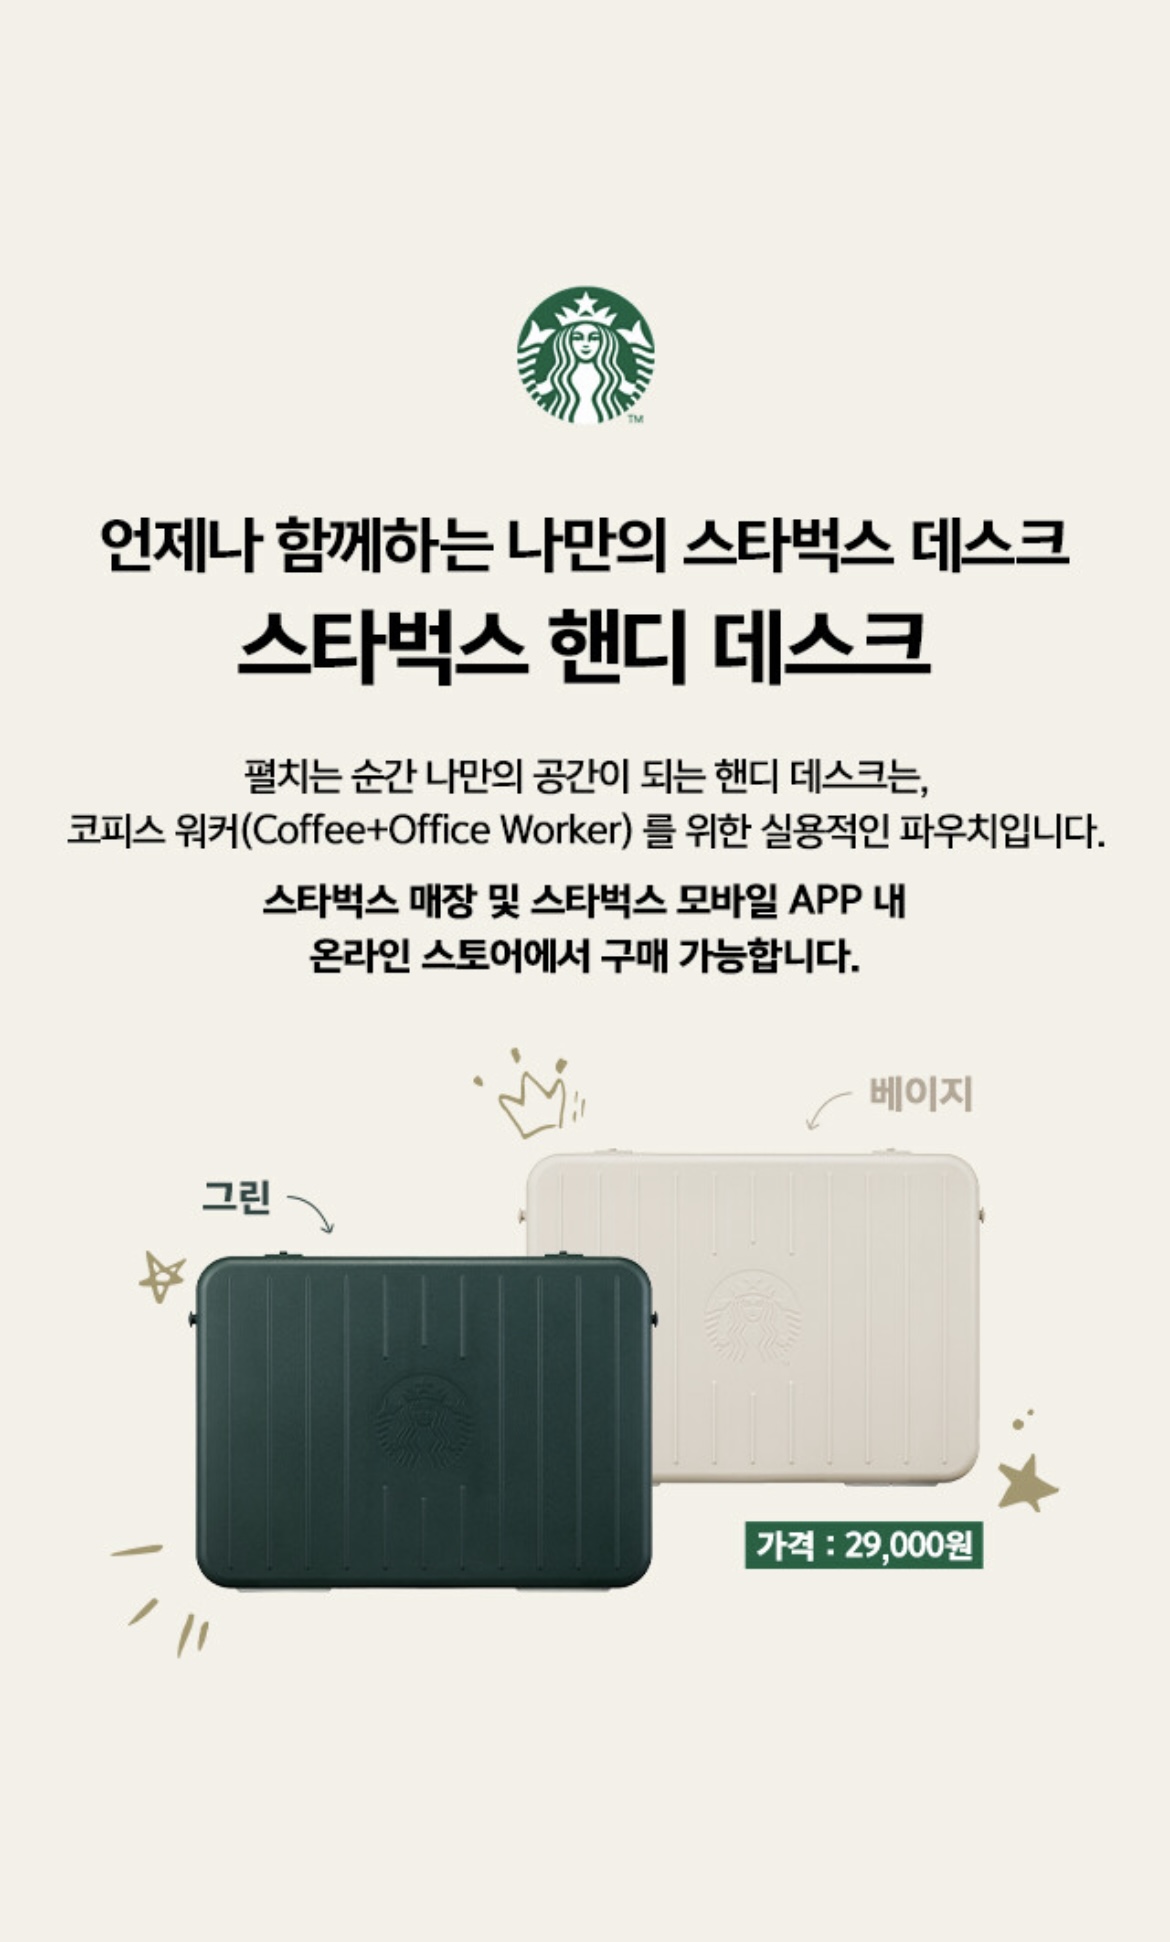 TM
언제나 함께하는 나만의 스타벅스 데스크
스타벅스 핸디 데스크
펼치는 순간 나만의 공간이 되는 핸디 데스크는,
코피스 워커(Coffee+Office Worker) 를 위한 실용적인 파우치입니다.
스타벅스 매장 및 스타벅스 모바일 APP 내
온라인 스토어에서 구매 가능합니다.
베이지
그린
가격 : 29,000원